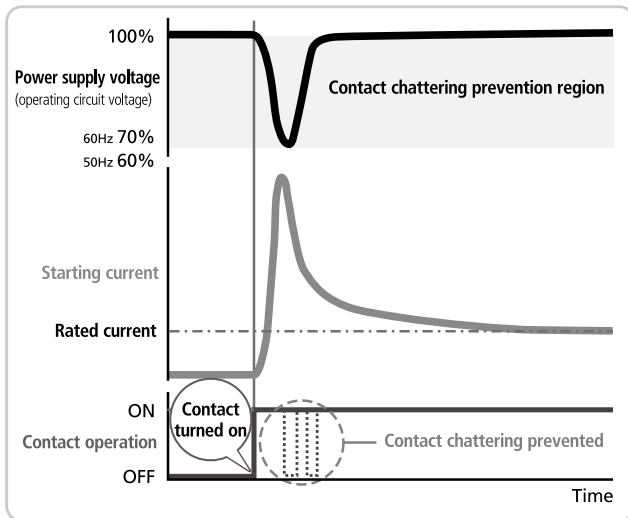 100%
Power supply voltage
(operating circuit voltage)
Contact chattering prevention region
60Hz 70%
50Hz 60%
Starting current
Rated current
ON
Contact
turned on
Contact operation
Contact chattering prevented
OFF
Time